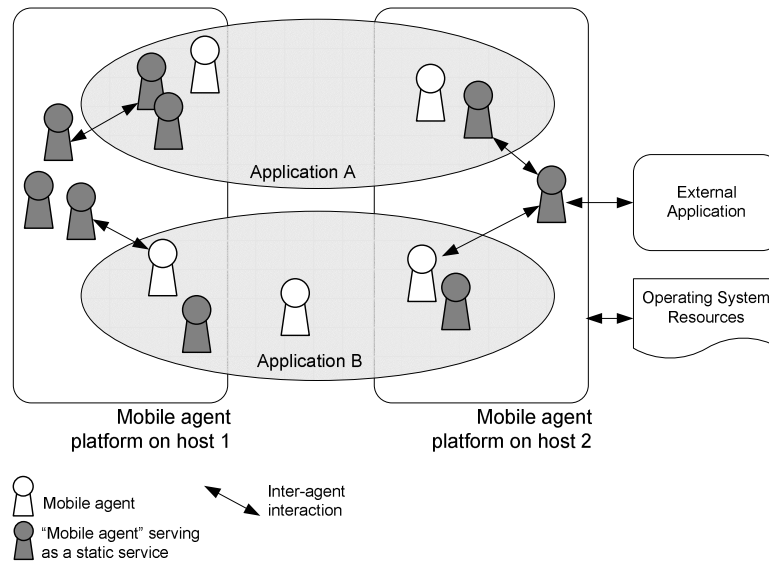 Application A
External
Application
Operating System
Resources
Application B
Mobile agent
platform on host 1
Mobile agent
platform on host 2
Mobile agent
Inter-agent
interaction
“Mobile agent” serving
as a static service